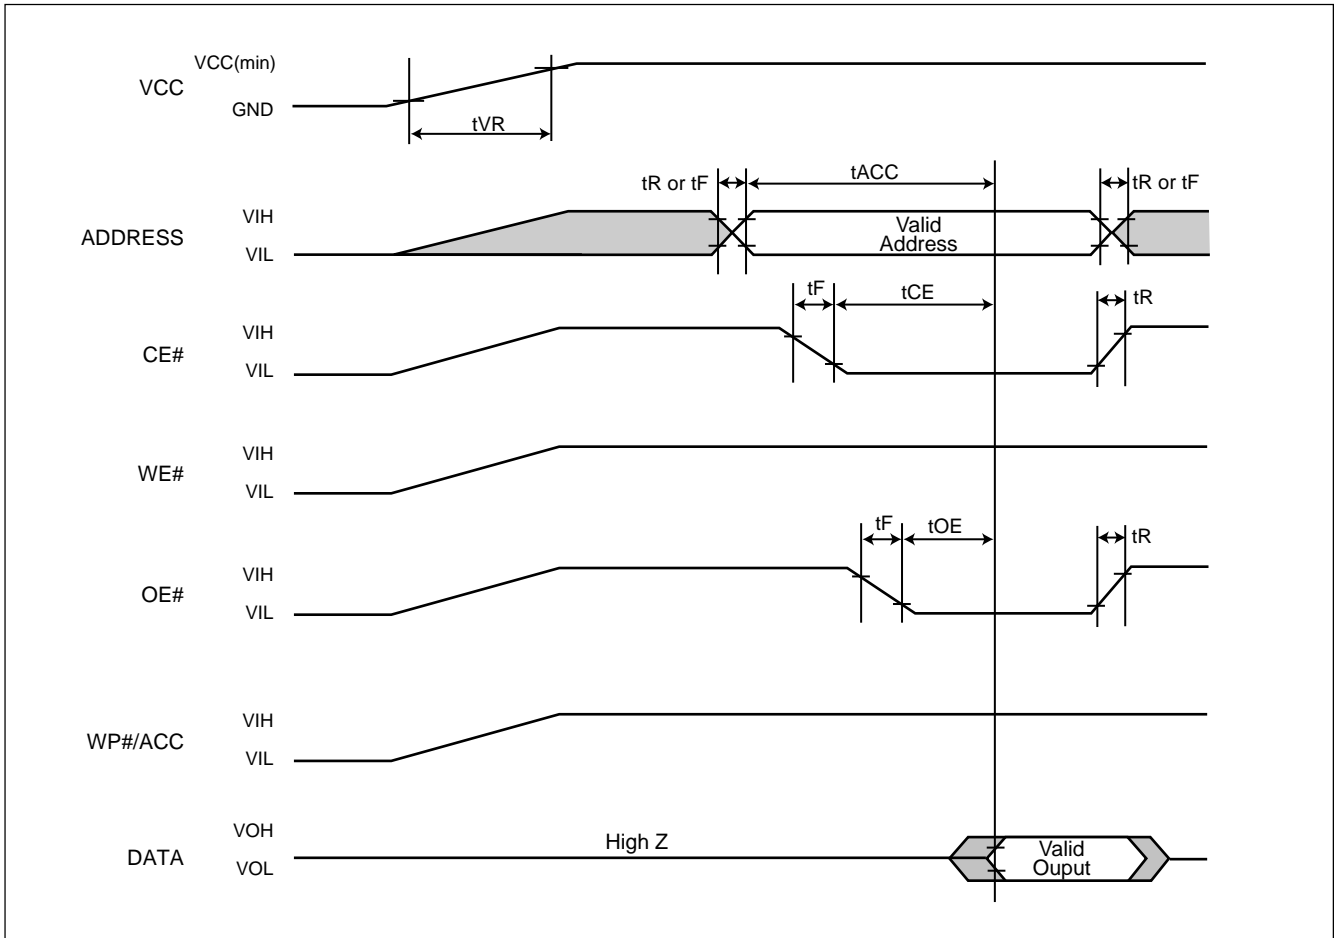 VCC(min)
VCC
GND
tVR
tR or tF
tACC
tR or tF
VIH
ADDRESS
VIL
Valid
Address
tF
tCE
tR
VIH
CE#
VIL
VIH
WE#
VIL
tF
tOE
tR
VIH
OE#
VIL
VIH
WP#/ACC
VIL
VOH
DATA
VOL
High Z
Valid
Ouput